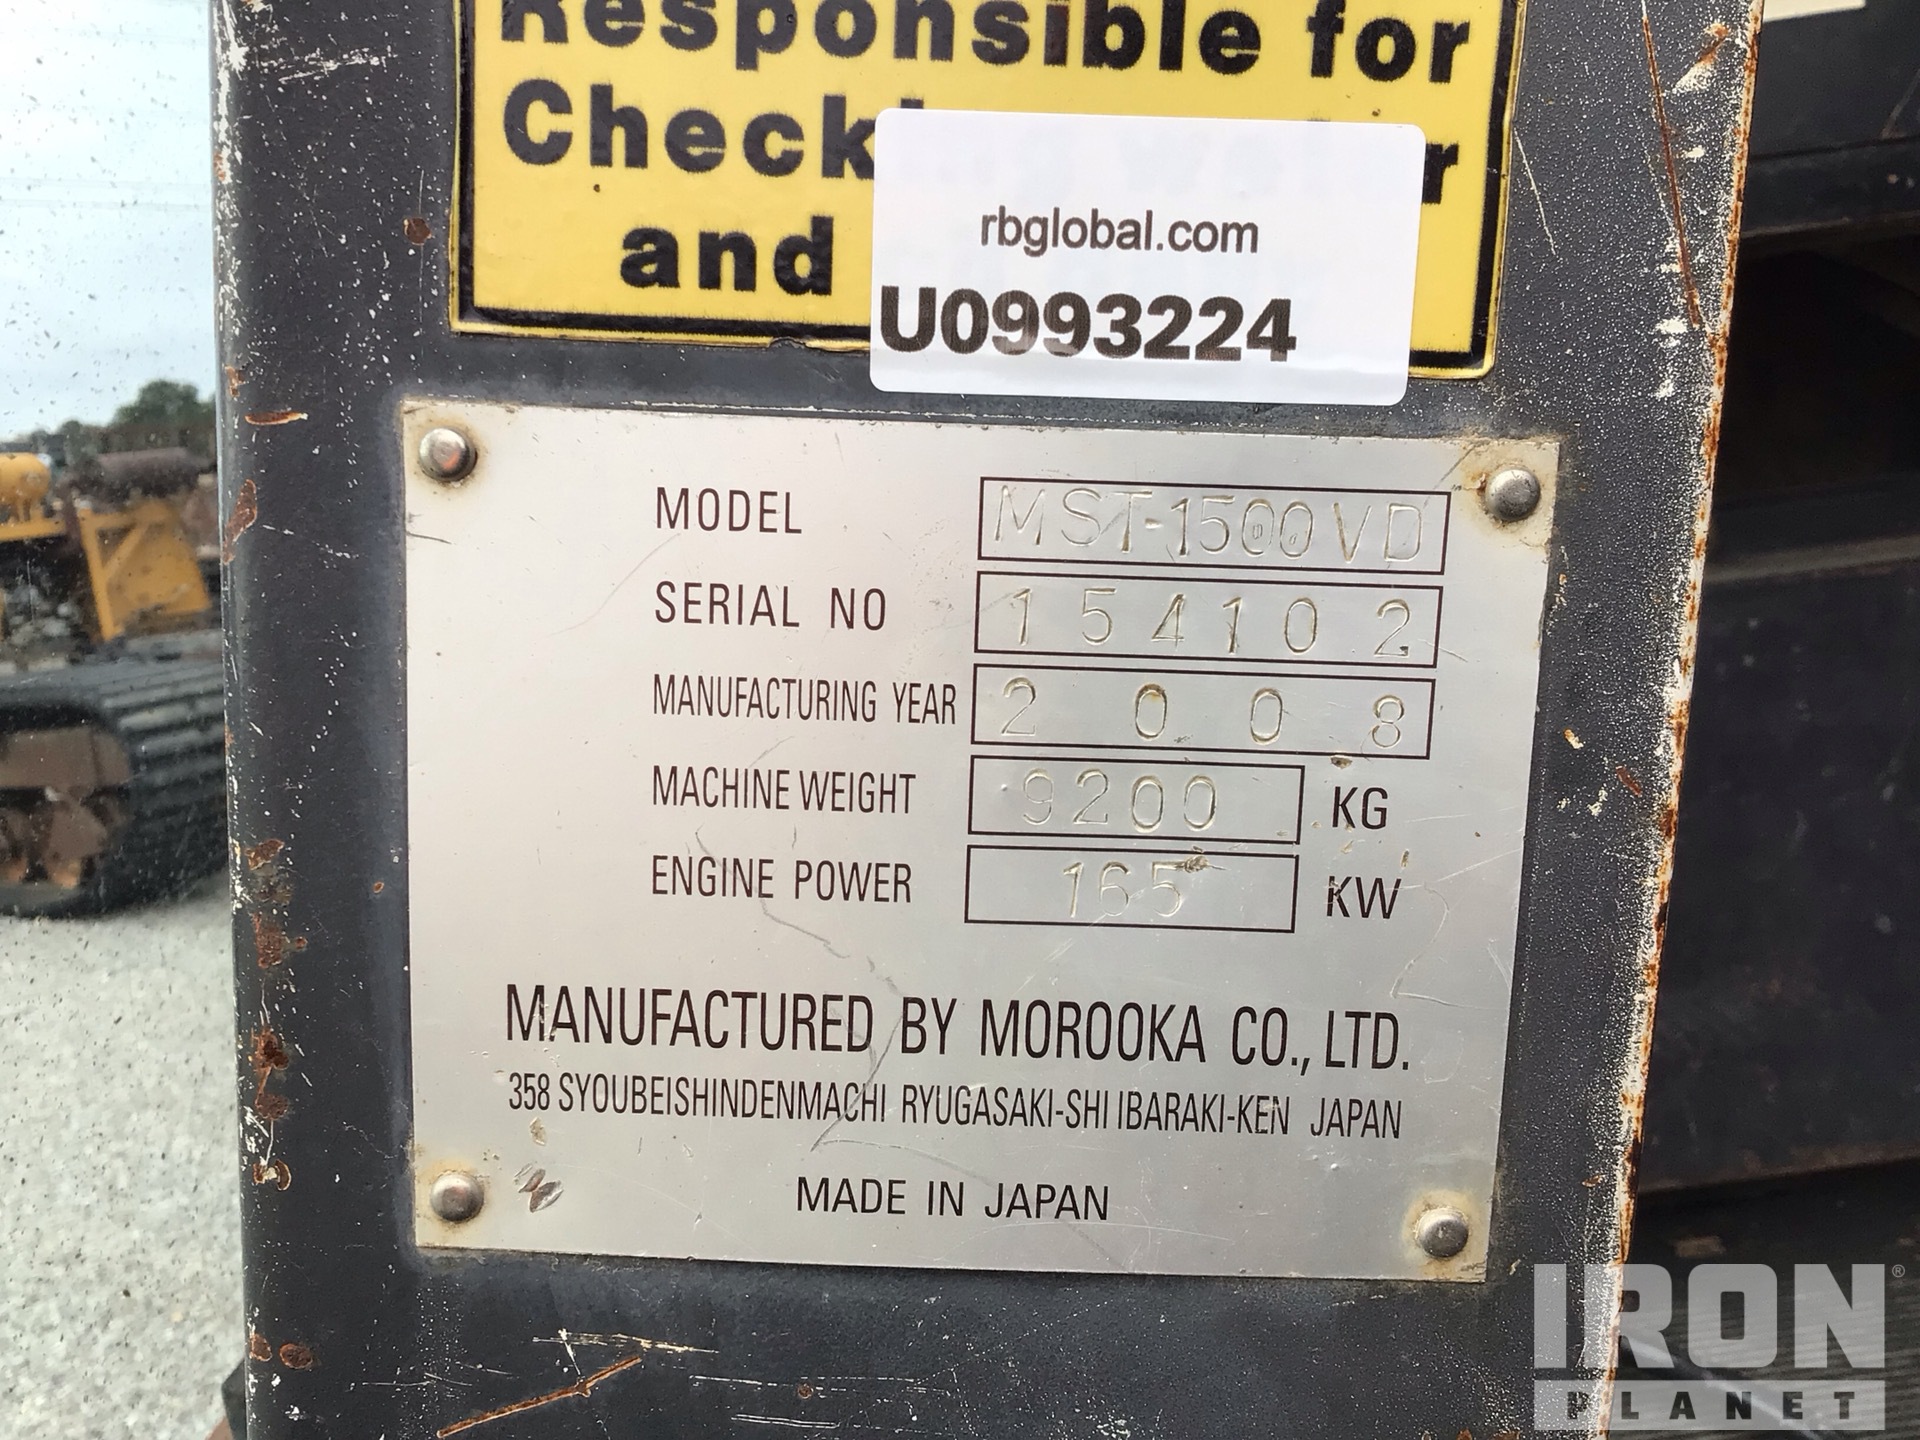 Responsible for
Check
and
rbglobal.com
U0993224
MODEL MST-1500VD
SERIAL NO 154102
MANUFACTURING YEAR 2008
MACHINE WEIGHT 9200 KG
ENGINE POWER 165 KW
MANUFACTURED BY MOROOKA CO., LTD.
358 SYOUBEISHINDENMACHI RYUGASAKI-SHI IBARAKI-KEN JAPAN
MADE IN JAPAN
IRON®
PLANET